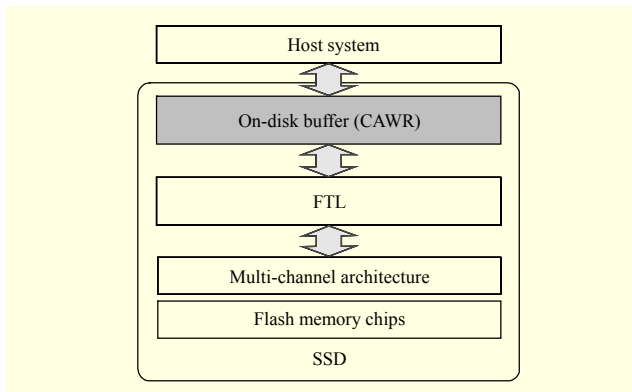 Host system
On-disk buffer (CAWR)
FTL
Multi-channel architecture
Flash memory chips
SSD